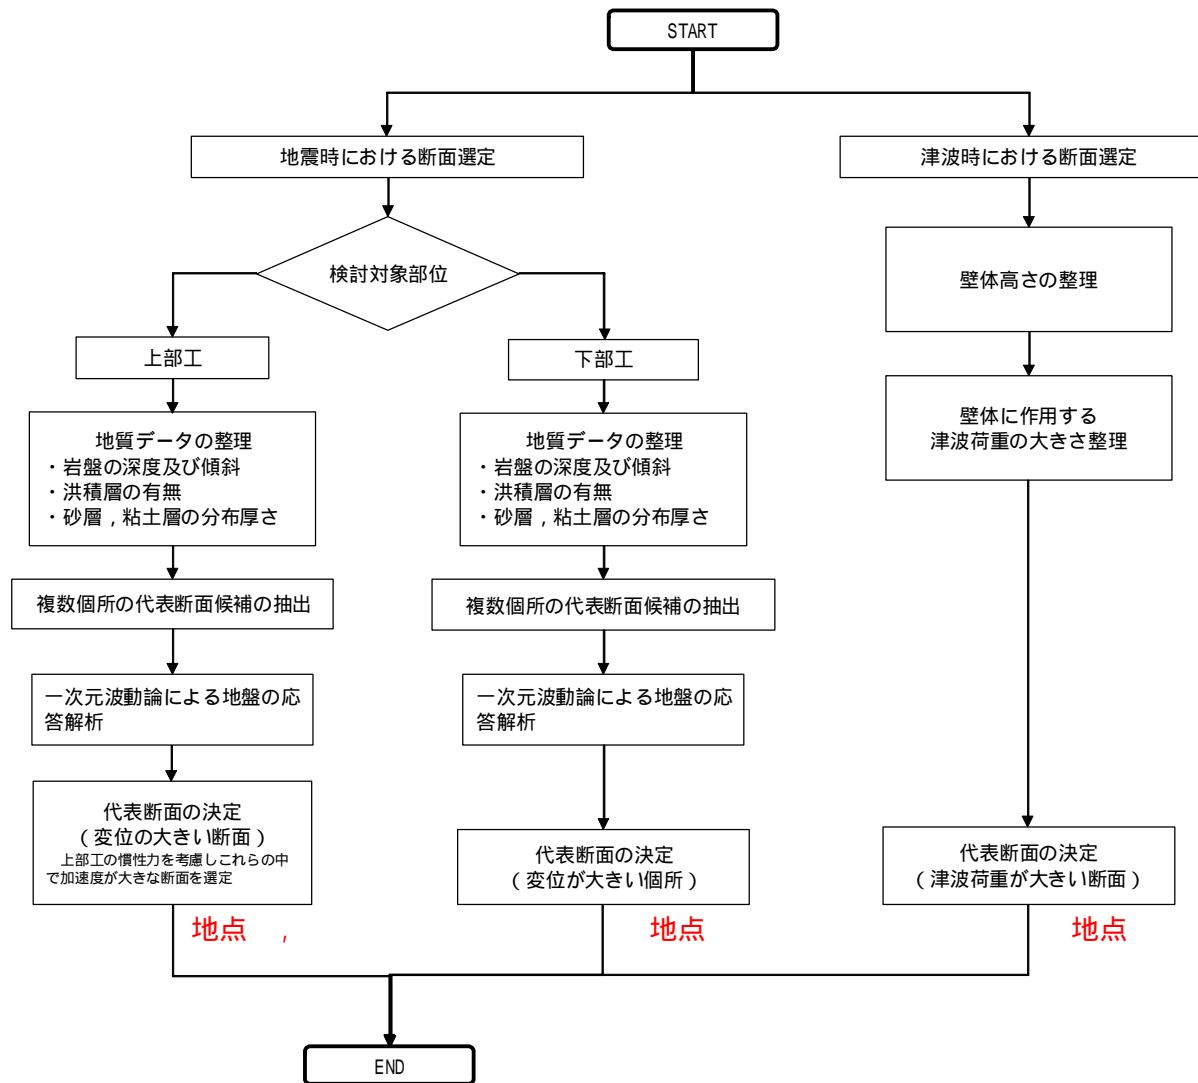 START
地震時における断面選定
津波時における断面選定
検討対象部位
壁体高さの整理
上部工
下部工
壁体に作用する
津波荷重の大きさ整理
地質データの整理
・岩盤の深度及び傾斜
・洪積層の有無
・砂層，粘土層の分布厚さ
地質データの整理
・岩盤の深度及び傾斜
・洪積層の有無
・砂層，粘土層の分布厚さ
複数個所の代表断面候補の抽出
複数個所の代表断面候補の抽出
一次元波動論による地盤の応
答解析
一次元波動論による地盤の応
答解析
代表断面の決定
（変位の大きい断面）
上部工の慣性力を考慮しこれらの中
で加速度が大きな断面を選定
代表断面の決定
（変位が大きい個所）
代表断面の決定
（津波荷重が大きい断面）
地点　，
地点
地点
END